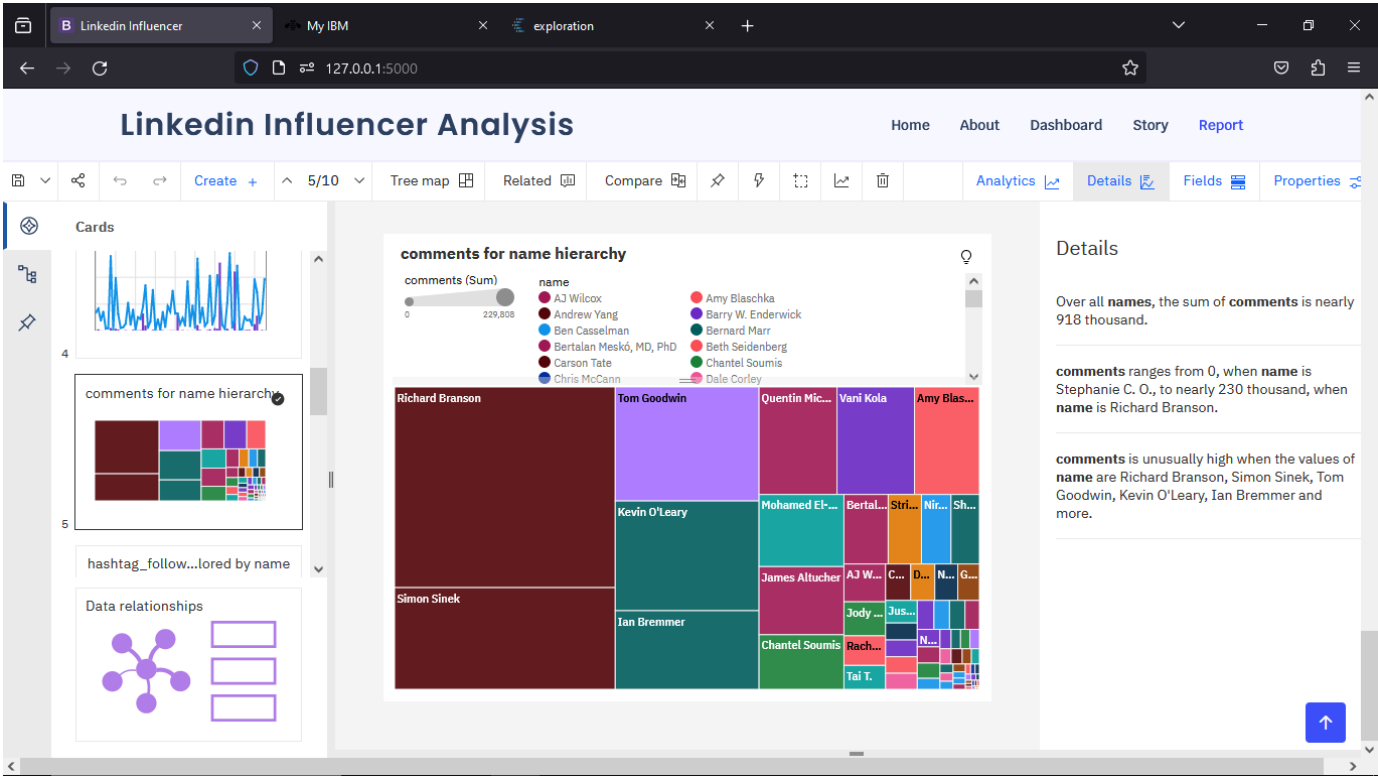 Linkedin Influencer
My IBM
exploration
127.0.0.1:5000
Linkedin Influencer Analysis
Home
About
Dashboard
Story
Report
Create +
5/10
Tree map
Related
Compare
Analytics
Details
Fields
Properties
Cards
4
comments for name hierarchy
5
hashtag_follow...lored by name
Data relationships
comments for name hierarchy
comments (Sum)
0
229,808
name
AJ Wilcox
Amy Blaschka
Andrew Yang
Barry W. Enderwick
Ben Casselman
Bernard Marr
Bertalan Meskó, MD, PhD
Beth Seidenberg
Carson Tate
Chantel Soumis
Chris McCann
Dale Corley
Richard Branson
Tom Goodwin
Quentin Mic...
Vani Kola
Amy Blas...
Kevin O'Leary
Mohamed El-...
Bertal...
Stri...
Nir...
Sh...
James Altucher
AJ W...
C...
D...
N...
G...
Simon Sinek
Ian Bremmer
Jody ...
Jus...
Chantel Soumis
Rach...
N...
Tai T.
Details
Over all names, the sum of comments is nearly
918 thousand.
comments ranges from 0, when name is
Stephanie C. O., to nearly 230 thousand, when
name is Richard Branson.
comments is unusually high when the values of
name are Richard Branson, Simon Sinek, Tom
Goodwin, Kevin O'Leary, Ian Bremmer and
more.